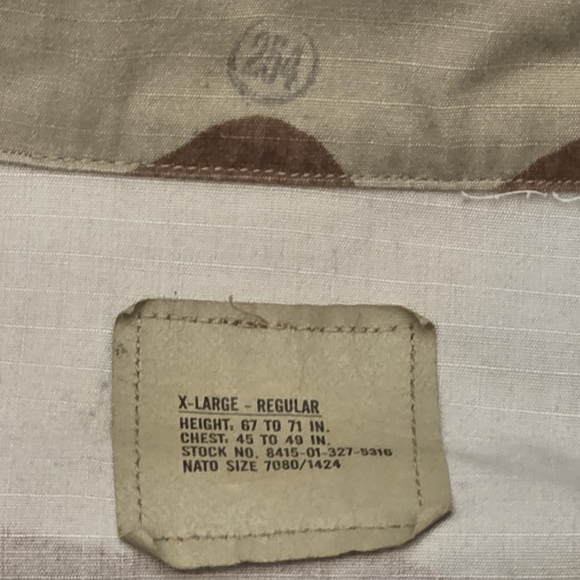 254
X-LARGE - REGULAR
HEIGHT: 67 TO 71 IN.
CHEST: 45 TO 49 IN.
STOCK NO. 8415-01-327-5316
NATO SIZE 7080/1424